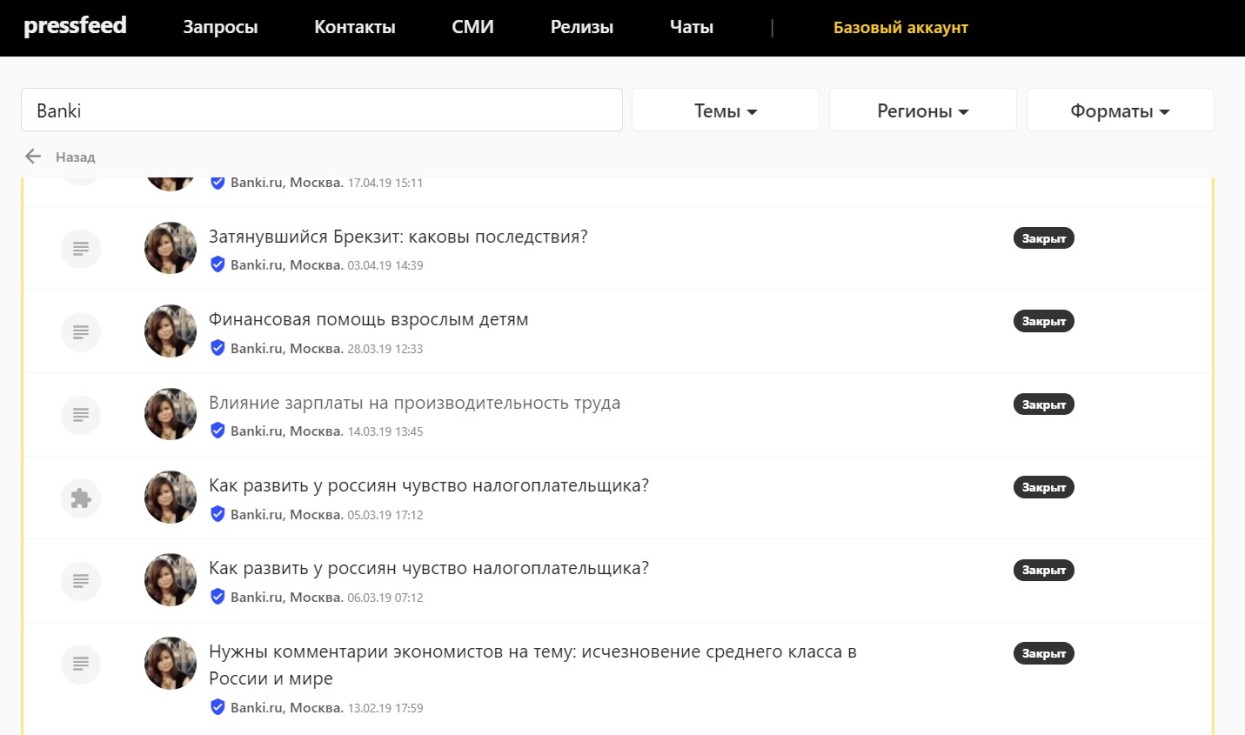 pressfeed Запросы Контакты СМИ Релизы Чаты | Базовый аккаунт
Banki Темы Регионы Форматы
Назад
Banki.ru, Москва. 17.04.19 15:11
Затянувшийся Брекзит: каковы последствия? Закрыт
Banki.ru, Москва. 03.04.19 14:39
Финансовая помощь взрослым детям Закрыт
Banki.ru, Москва. 28.03.19 12:33
Влияние зарплаты на производительность труда Закрыт
Banki.ru, Москва. 14.03.19 13:45
Как развить у россиян чувство налогоплательщика? Закрыт
Banki.ru, Москва. 05.03.19 17:12
Как развить у россиян чувство налогоплательщика? Закрыт
Banki.ru, Москва. 06.03.19 07:12
Нужны комментарии экономистов на тему: исчезновение среднего класса в Закрыт
России и мире
Banki.ru, Москва. 13.02.19 17:59